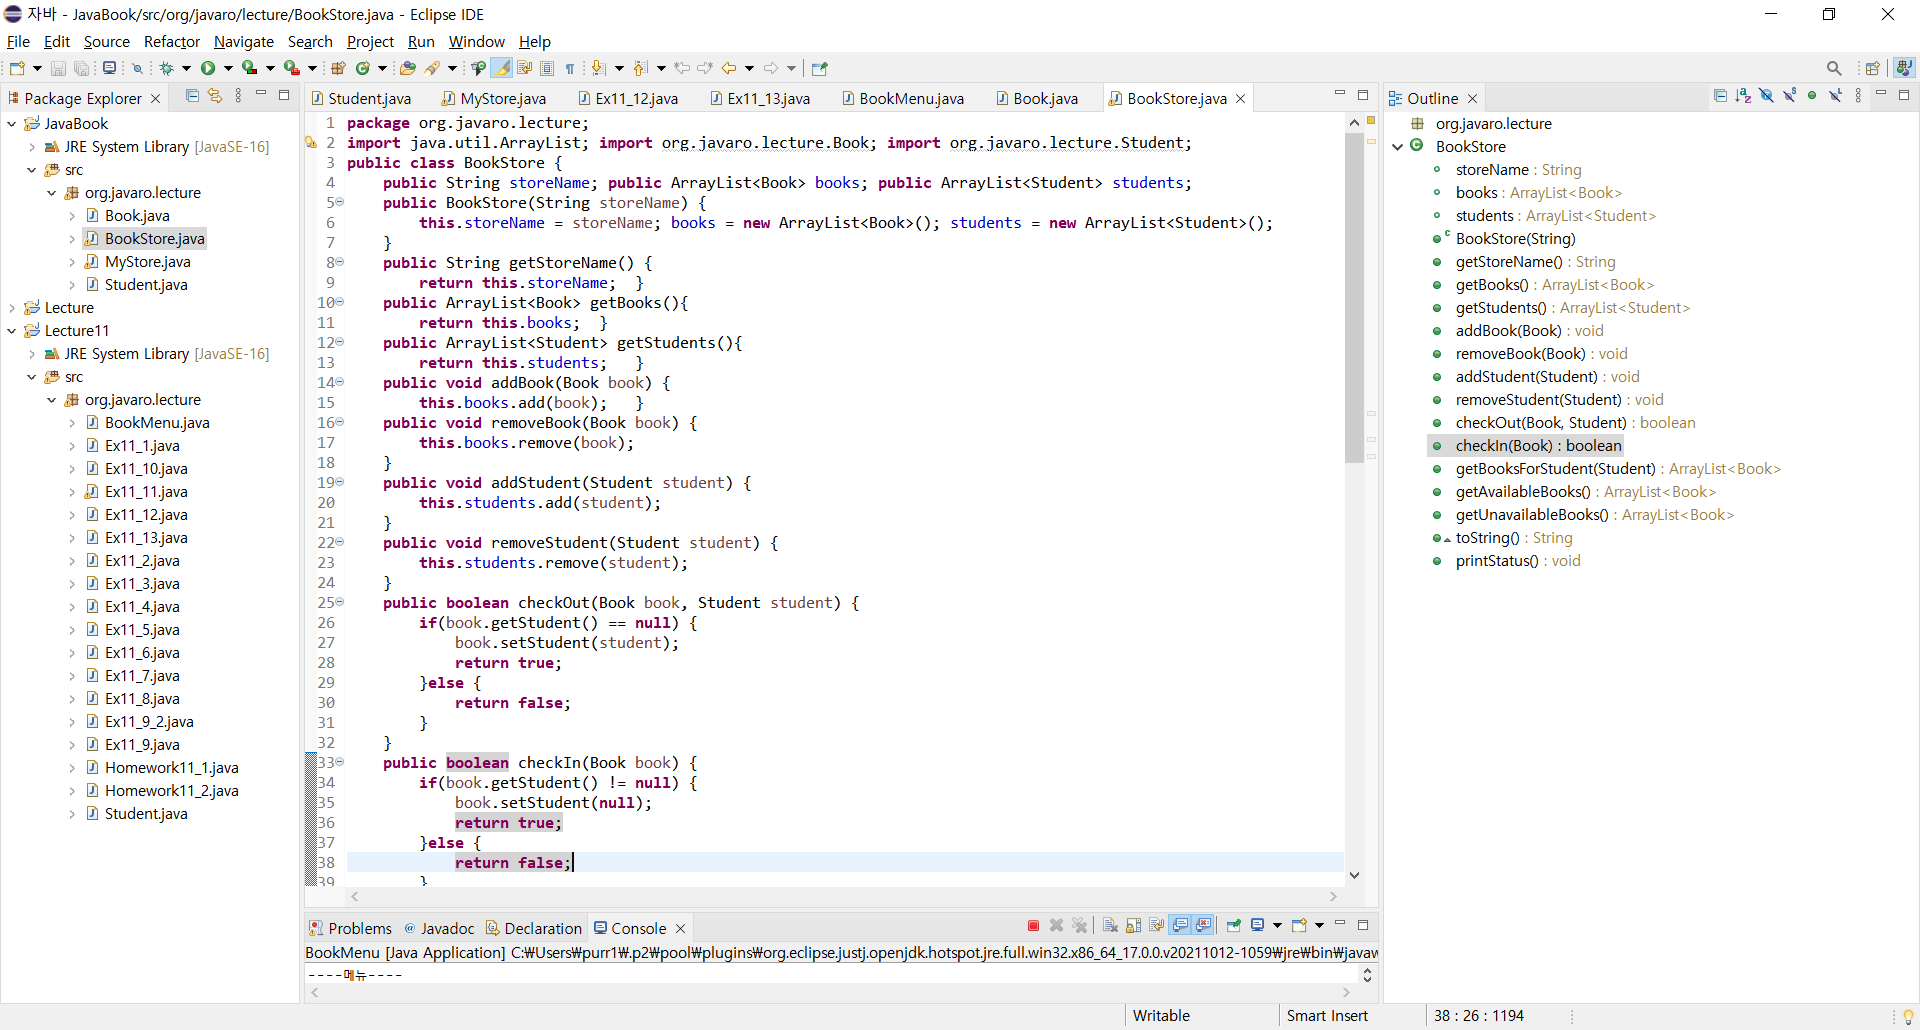 자바 - JavaBook/src/org/javaro/lecture/BookStore.java - Eclipse IDE
File Edit Source Refactor Navigate Search Project Run Window Help
Package Explorer
JavaBook
JRE System Library [JavaSE-16]
src
org.javaro.lecture
Book.java
BookStore.java
MyStore.java
Student.java
Lecture
Lecture11
JRE System Library [JavaSE-16]
src
org.javaro.lecture
BookMenu.java
Ex11_1.java
Ex11_10.java
Ex11_11.java
Ex11_12.java
Ex11_13.java
Ex11_2.java
Ex11_3.java
Ex11_4.java
Ex11_5.java
Ex11_6.java
Ex11_7.java
Ex11_8.java
Ex11_9_2.java
Ex11_9.java
Homework11_1.java
Homework11_2.java
Student.java
Student.java MyStore.java Ex11_12.java Ex11_13.java BookMenu.java Book.java BookStore.java
1 package org.javaro.lecture;
2 import java.util.ArrayList; import org.javaro.lecture.Book; import org.javaro.lecture.Student;
3 public class BookStore {
4 public String storeName; public ArrayList<Book> books; public ArrayList<Student> students;
5 public BookStore(String storeName) {
6 this.storeName = storeName; books = new ArrayList<Book>(); students = new ArrayList<Student>();
7 }
8 public String getStoreName() {
9 return this.storeName; }
10 public ArrayList<Book> getBooks(){
11 return this.books; }
12 public ArrayList<Student> getStudents(){
13 return this.students; }
14 public void addBook(Book book) {
15 this.books.add(book); }
16 public void removeBook(Book book) {
17 this.books.remove(book);
18 }
19 public void addStudent(Student student) {
20 this.students.add(student);
21 }
22 public void removeStudent(Student student) {
23 this.students.remove(student);
24 }
25 public boolean checkOut(Book book, Student student) {
26 if(book.getStudent() == null) {
27 book.setStudent(student);
28 return true;
29 }else {
30 return false;
31 }
32 }
33 public boolean checkIn(Book book) {
34 if(book.getStudent() != null) {
35 book.setStudent(null);
36 return true;
37 }else {
38 return false;
39 }
Problems Javadoc Declaration Console
BookMenu [Java Application] C:₩Users₩purr1₩.p2₩pool₩plugins₩org.eclipse.justj.openjdk.hotspot.jre.full.win32.x86_64_17.0.0.v20211012-1059₩jre₩bin₩javaw
----메뉴----
Outline
org.javaro.lecture
BookStore
storeName : String
books : ArrayList<Book>
students : ArrayList<Student>
BookStore(String)
getStoreName() : String
getBooks() : ArrayList<Book>
getStudents() : ArrayList<Student>
addBook(Book) : void
removeBook(Book) : void
addStudent(Student) : void
removeStudent(Student) : void
checkOut(Book, Student) : boolean
checkIn(Book) : boolean
getBooksForStudent(Student) : ArrayList<Book>
getAvailableBooks() : ArrayList<Book>
getUnavailableBooks() : ArrayList<Book>
toString() : String
printStatus() : void
Writable Smart Insert 38 : 26 : 1194